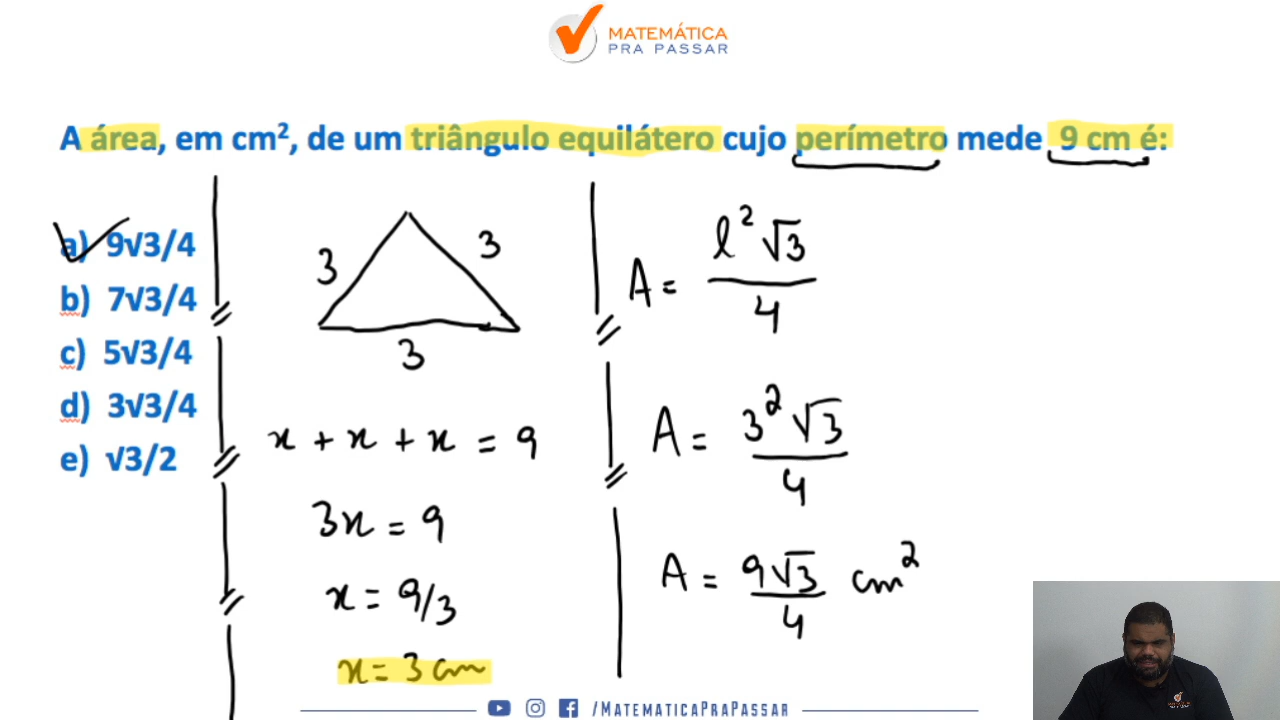 MATEMÁTICA
PRA PASSAR
A área, em cm², de um triângulo equilátero cujo perímetro mede 9 cm é:
a) 9√3/4
b) 7√3/4
c) 5√3/4
d) 3√3/4
e) √3/2
3
3
3
x + x + x = 9
3x = 9
x = 9/3
x = 3 cm
A = l²√3/4
A = 3²√3/4
A = 9√3/4 cm²
/MATEMATICAPRAPASSAR